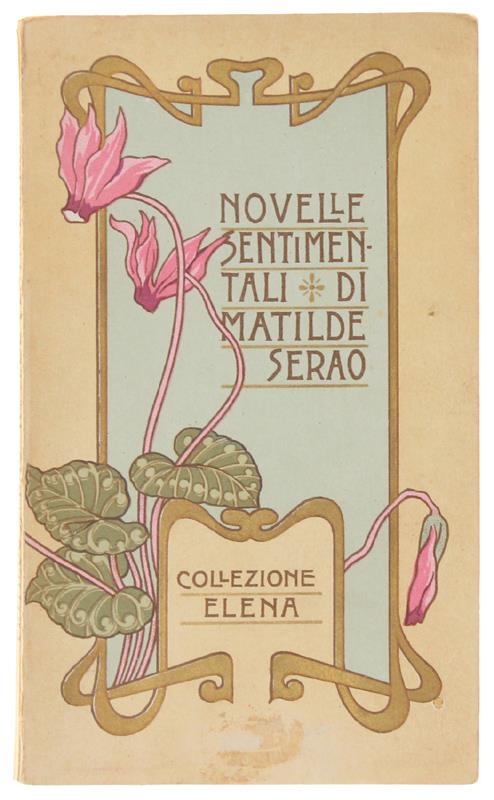 NOVELLE
SENTIMEN-
TALI DI
MATILDE
SERAO
COLLEZIONE
ELENA